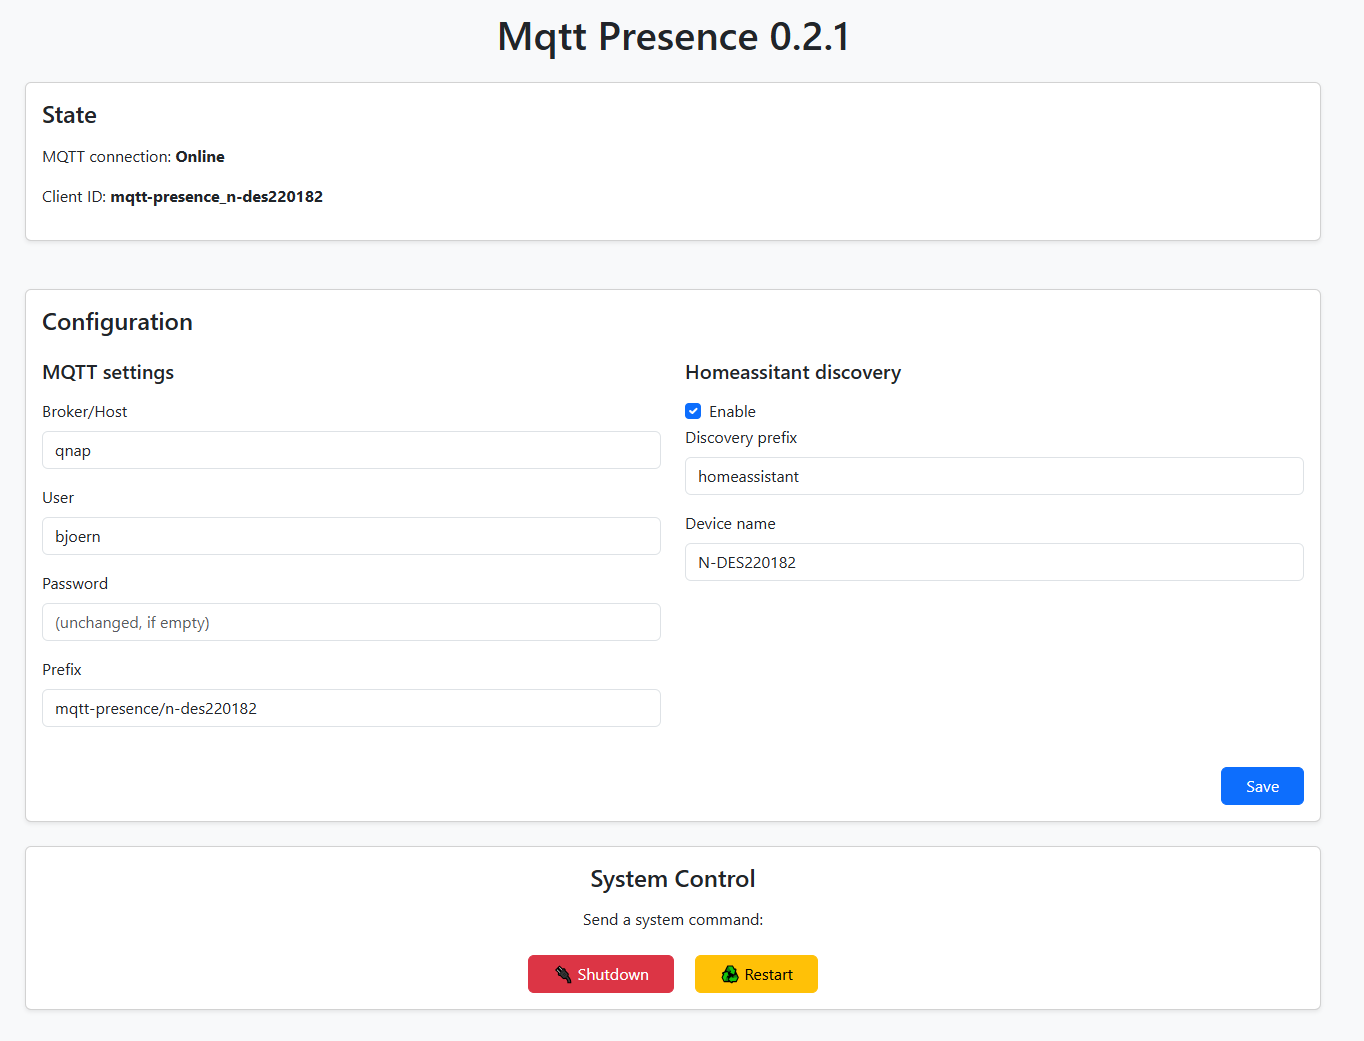 Mqtt Presence 0.2.1
State
MQTT connection: Online
Client ID: mqtt-presence_n-des220182
Configuration
MQTT settings
Broker/Host
qnap
User
bjoern
Password
(unchanged, if empty)
Prefix
mqtt-presence/n-des220182
Homeassitant discovery
Enable
Discovery prefix
homeassistant
Device name
N-DES220182
Save
System Control
Send a system command:
Shutdown
Restart